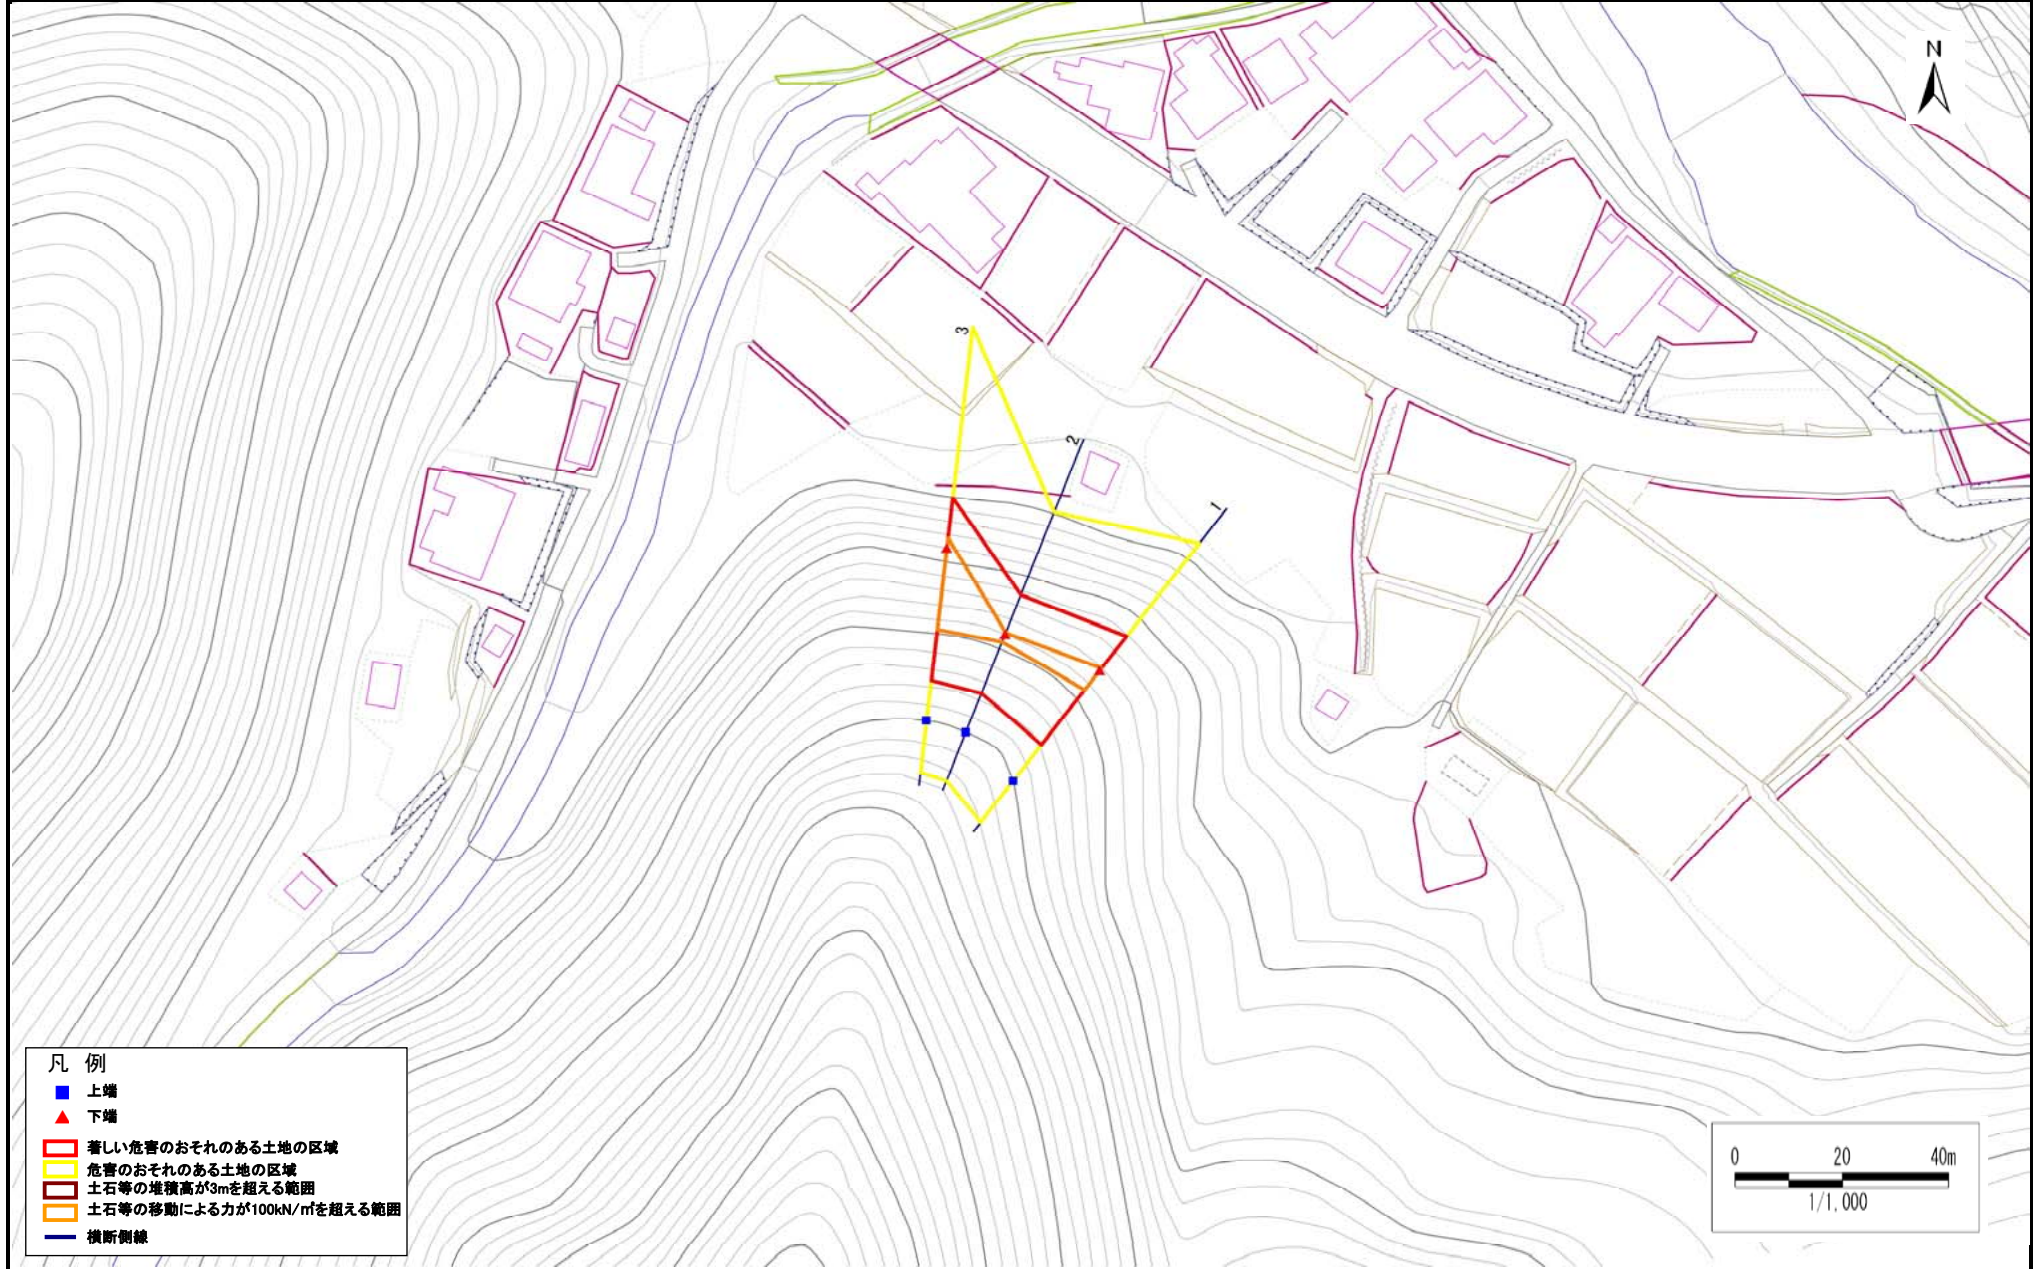 N
3
2
1
凡 例
上端
下端
著しい危害のおそれのある土地の区域
危害のおそれのある土地の区域
土石等の堆積高が3mを超える範囲
土石等の移動による力が100kN/㎡を超える範囲
横断側線
0 20 40m
1/1,000